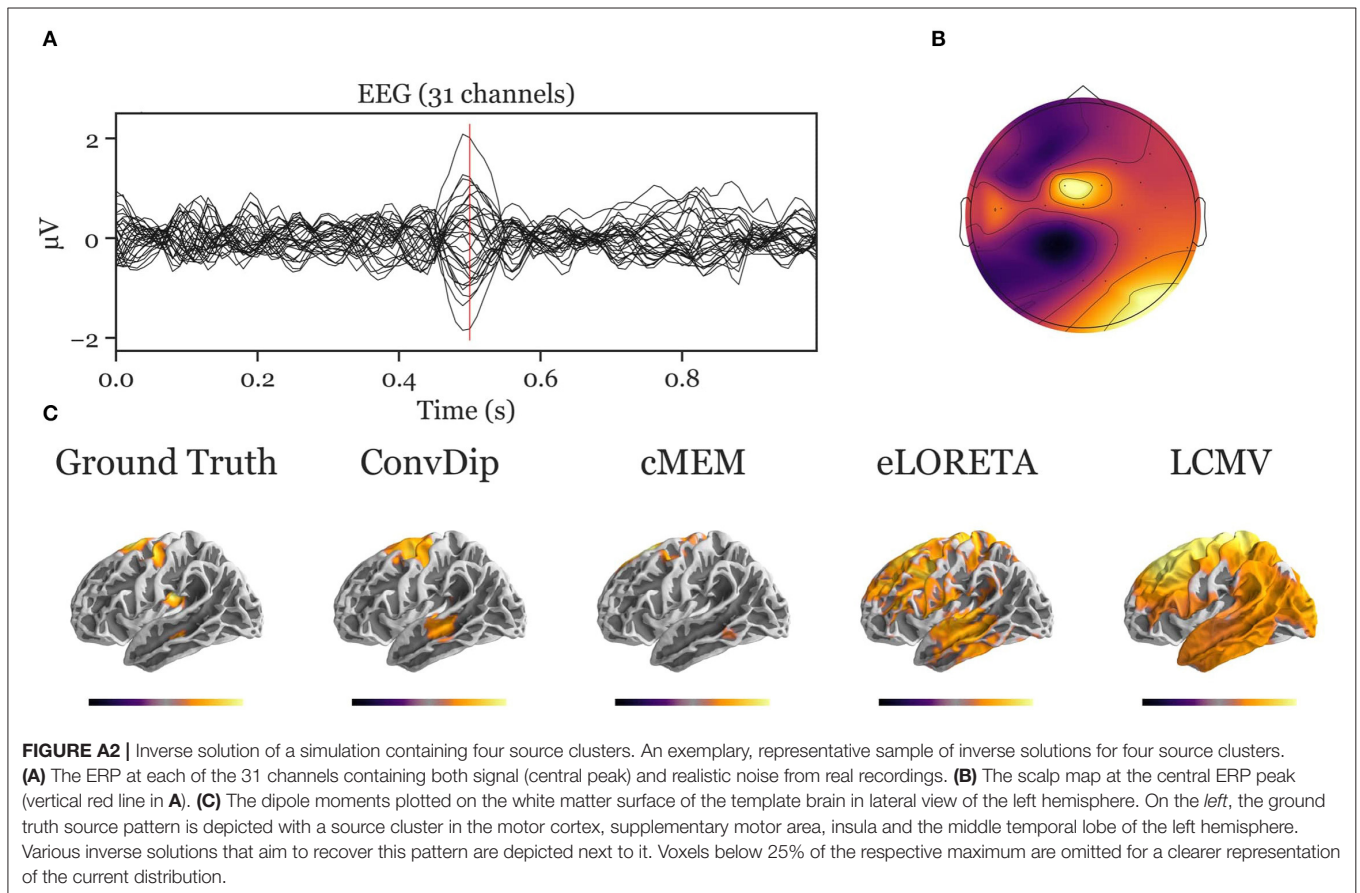 A
B
EEG (31 channels)
2
0
−2
µV
0.0 0.2 0.4 0.6 0.8
Time (s)
C
Ground Truth ConvDip cMEM eLORETA LCMV
FIGURE A2 | Inverse solution of a simulation containing four source clusters. An exemplary, representative sample of inverse solutions for four source clusters.
(A) The ERP at each of the 31 channels containing both signal (central peak) and realistic noise from real recordings. (B) The scalp map at the central ERP peak
(vertical red line in A). (C) The dipole moments plotted on the white matter surface of the template brain in lateral view of the left hemisphere. On the left, the ground
truth source pattern is depicted with a source cluster in the motor cortex, supplementary motor area, insula and the middle temporal lobe of the left hemisphere.
Various inverse solutions that aim to recover this pattern are depicted next to it. Voxels below 25% of the respective maximum are omitted for a clearer representation
of the current distribution.